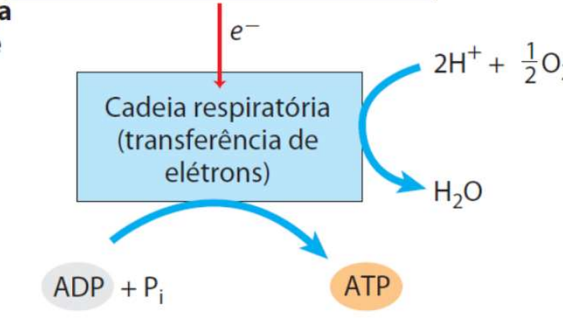 a
e⁻
2H⁺ + ½O
Cadeia respiratória
(transferência de
elétrons)
H₂O
ADP + Pᵢ
ATP